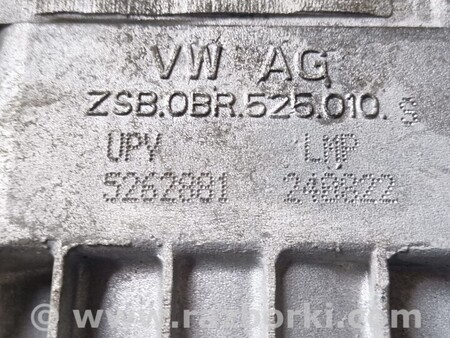 VW AG
ZSB.0BR.525.010.S
UPY LMP
5262881 240822
© www.razborki.com